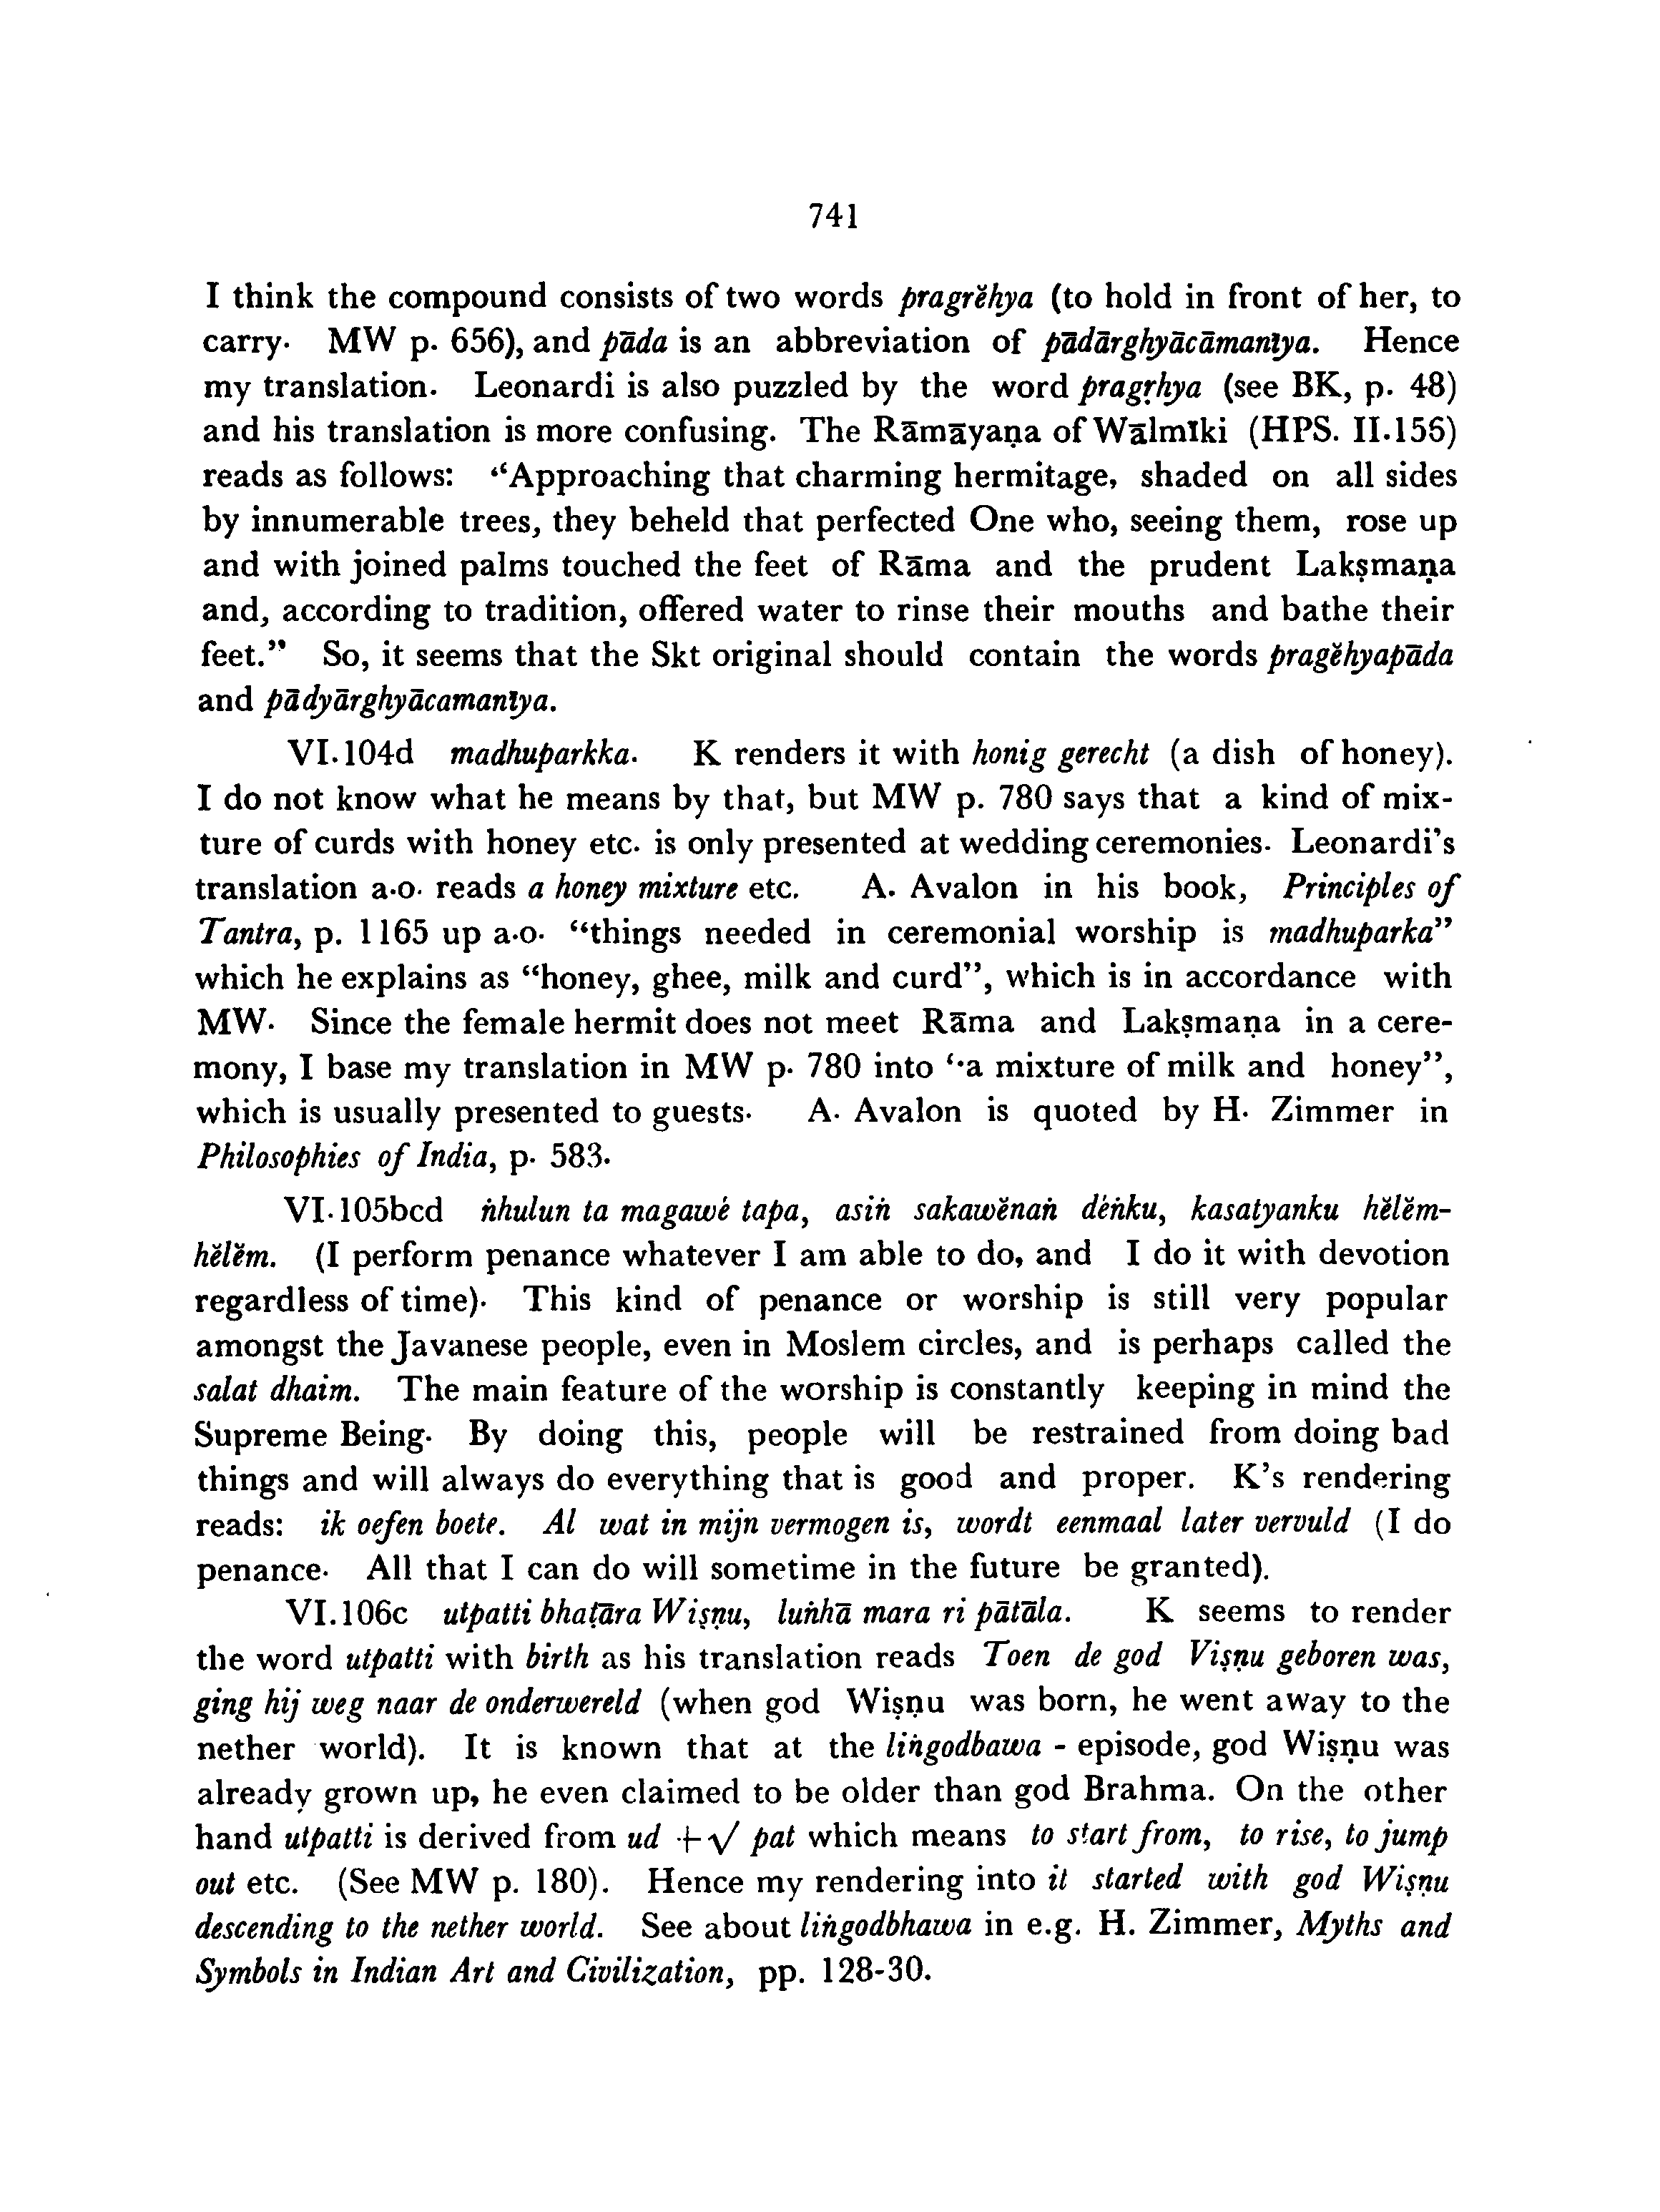 741
I think the compound consists of two words pragrĕhya (to hold in front of her, to
carry. MW p. 656), and pāda is an abbreviation of pādārghyācāmanīya. Hence
my translation. Leonardi is also puzzled by the word pragṛhya (see BK, p. 48)
and his translation is more confusing. The Rāmāyaṇa of Wālmīki (HPS. II.156)
reads as follows: “Approaching that charming hermitage, shaded on all sides
by innumerable trees, they beheld that perfected One who, seeing them, rose up
and with joined palms touched the feet of Rāma and the prudent Lakṣmaṇa
and, according to tradition, offered water to rinse their mouths and bathe their
feet.” So, it seems that the Skt original should contain the words pragĕhyapāda
and pādyārghyācamanīya.
VI.104d madhuparkka. K renders it with honig gerecht (a dish of honey).
I do not know what he means by that, but MW p. 780 says that a kind of mix-
ture of curds with honey etc. is only presented at wedding ceremonies. Leonardi's
translation a.o. reads a honey mixture etc. A. Avalon in his book, Principles of
Tantra, p. 1165 up a.o. “things needed in ceremonial worship is madhuparka”
which he explains as “honey, ghee, milk and curd”, which is in accordance with
MW. Since the female hermit does not meet Rāma and Lakṣmaṇa in a cere-
mony, I base my translation in MW p. 780 into “a mixture of milk and honey”,
which is usually presented to guests. A. Avalon is quoted by H. Zimmer in
Philosophies of India, p. 583.
VI.105bcd ṅhulun ta magawé tapa, asiṅ sakawĕnaṅ dèṅku, kasatyanku hĕlĕm-
hĕlĕm. (I perform penance whatever I am able to do, and I do it with devotion
regardless of time). This kind of penance or worship is still very popular
amongst the Javanese people, even in Moslem circles, and is perhaps called the
salat dhaim. The main feature of the worship is constantly keeping in mind the
Supreme Being. By doing this, people will be restrained from doing bad
things and will always do everything that is good and proper. K's rendering
reads: ik oefen boete. Al wat in mijn vermogen is, wordt eenmaal later vervuld (I do
penance. All that I can do will sometime in the future be granted).
VI.106c utpatti bhaṭāra Wiṣṇu, luṅhā mara ri pātāla. K seems to render
the word utpatti with birth as his translation reads Toen de god Viṣṇu geboren was,
ging hij weg naar de onderwereld (when god Wiṣṇu was born, he went away to the
nether world). It is known that at the liṅgodbawa - episode, god Wiṣṇu was
already grown up, he even claimed to be older than god Brahma. On the other
hand utpatti is derived from ud +√ pat which means to start from, to rise, to jump
out etc. (See MW p. 180). Hence my rendering into it started with god Wiṣṇu
descending to the nether world. See about liṅgodbhawa in e.g. H. Zimmer, Myths and
Symbols in Indian Art and Civilization, pp. 128-30.